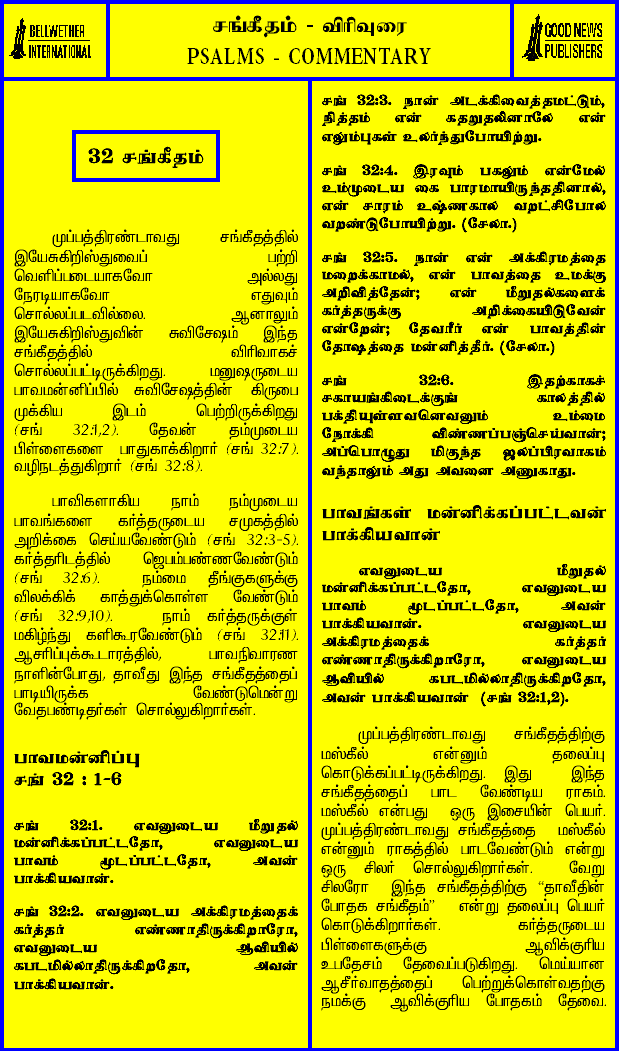 BELLWETHER
INTERNATIONAL
சங்கீதம் - விரிவுரை
PSALMS - COMMENTARY
GOOD NEWS
PUBLISHERS
32 சங்கீதம்
முப்பத்திரண்டாவது சங்கீதத்தில்
இயேசுகிறிஸ்துவைப் பற்றி
வெளிப்படையாகவோ அல்லது
நேரடியாகவோ எதுவும்
சொல்லப்படவில்லை. ஆனாலும்
இயேசுகிறிஸ்துவின் சுவிசேஷம் இந்த
சங்கீதத்தில் விரிவாகச்
சொல்லப்பட்டிருக்கிறது. மனுஷருடைய
பாவமன்னிப்பில் சுவிசேஷத்தின் கிருபை
முக்கிய இடம் பெற்றிருக்கிறது
(சங் 32:1,2). தேவன் தம்முடைய
பிள்ளைகளை பாதுகாக்கிறார் (சங் 32:7).
வழிநடத்துகிறார் (சங் 32:8).
பாவிகளாகிய நாம் நம்முடைய
பாவங்களை கர்த்தருடைய சமுகத்தில்
அறிக்கை செய்யவேண்டும் (சங் 32:3-5).
கர்த்தரிடத்தில் ஜெபம்பண்ணவேண்டும்
(சங் 32:6). நம்மை தீங்குகளுக்கு
விலக்கிக் காத்துக்கொள்ள வேண்டும்
(சங் 32:9,10). நாம் கர்த்தருக்குள்
மகிழ்ந்து களிகூரவேண்டும் (சங் 32:11).
ஆசரிப்புக்கூடாரத்தில், பாவநிவாரண
நாளின்போது, தாவீது இந்த சங்கீதத்தைப்
பாடியிருக்க வேண்டுமென்று
வேதபண்டிதர்கள் சொல்லுகிறார்கள்.
பாவமன்னிப்பு
சங் 32 : 1-6
சங் 32:1. எவனுடைய மீறுதல்
மன்னிக்கப்பட்டதோ, எவனுடைய
பாவம் மூடப்பட்டதோ, அவன்
பாக்கியவான்.
சங் 32:2. எவனுடைய அக்கிரமத்தைக்
கர்த்தர் எண்ணாதிருக்கிறாரோ,
எவனுடைய ஆவியில்
கபடமில்லாதிருக்கிறதோ, அவன்
பாக்கியவான்.
சங் 32:3. நான் அடக்கிவைத்தமட்டும்,
நித்தம் என் கதறுதலினாலே என்
எலும்புகள் உலர்ந்துபோயிற்று.
சங் 32:4. இரவும் பகலும் என்மேல்
உம்முடைய கை பாரமாயிருந்ததினால்,
என் சாரம் உஷ்ணகால வறட்சிபோல
வறண்டுபோயிற்று. (சேலா.)
சங் 32:5. நான் என் அக்கிரமத்தை
மறைக்காமல், என் பாவத்தை உமக்கு
அறிவித்தேன்; என் மீறுதல்களைக்
கர்த்தருக்கு அறிக்கையிடுவேன்
என்றேன்; தேவரீர் என் பாவத்தின்
தோஷத்தை மன்னித்தீர். (சேலா.)
சங் 32:6. இதற்காகச்
சகாயங்கிடைக்குங் காலத்தில்
பக்தியுள்ளவனெவனும் உம்மை
நோக்கி விண்ணப்பஞ்செய்வான்;
அப்பொழுது மிகுந்த ஜலப்பிரவாகம்
வந்தாலும் அது அவனை அணுகாது.
பாவங்கள் மன்னிக்கப்பட்டவன்
பாக்கியவான்
எவனுடைய மீறுதல்
மன்னிக்கப்பட்டதோ, எவனுடைய
பாவம் மூடப்பட்டதோ, அவன்
பாக்கியவான். எவனுடைய
அக்கிரமத்தைக் கர்த்தர்
எண்ணாதிருக்கிறாரோ, எவனுடைய
ஆவியில் கபடமில்லாதிருக்கிறதோ,
அவன் பாக்கியவான் (சங் 32:1,2).
முப்பத்திரண்டாவது சங்கீதத்திற்கு
மஸ்கீல் என்னும் தலைப்பு
கொடுக்கப்பட்டிருக்கிறது. இது இந்த
சங்கீதத்தைப் பாட வேண்டிய ராகம்.
மஸ்கீல் என்பது ஒரு இசையின் பெயர்.
முப்பத்திரண்டாவது சங்கீதத்தை மஸ்கீல்
என்னும் ராகத்தில் பாடவேண்டும் என்று
ஒரு சிலர் சொல்லுகிறார்கள். வேறு
சிலரோ இந்த சங்கீதத்திற்கு “தாவீதின்
போதக சங்கீதம்” என்று தலைப்பு பெயர்
கொடுக்கிறார்கள். கர்த்தருடைய
பிள்ளைகளுக்கு ஆவிக்குரிய
உபதேசம் தேவைப்படுகிறது. மெய்யான
ஆசீர்வாதத்தைப் பெற்றுக்கொள்வதற்கு
நமக்கு ஆவிக்குரிய போதகம் தேவை.